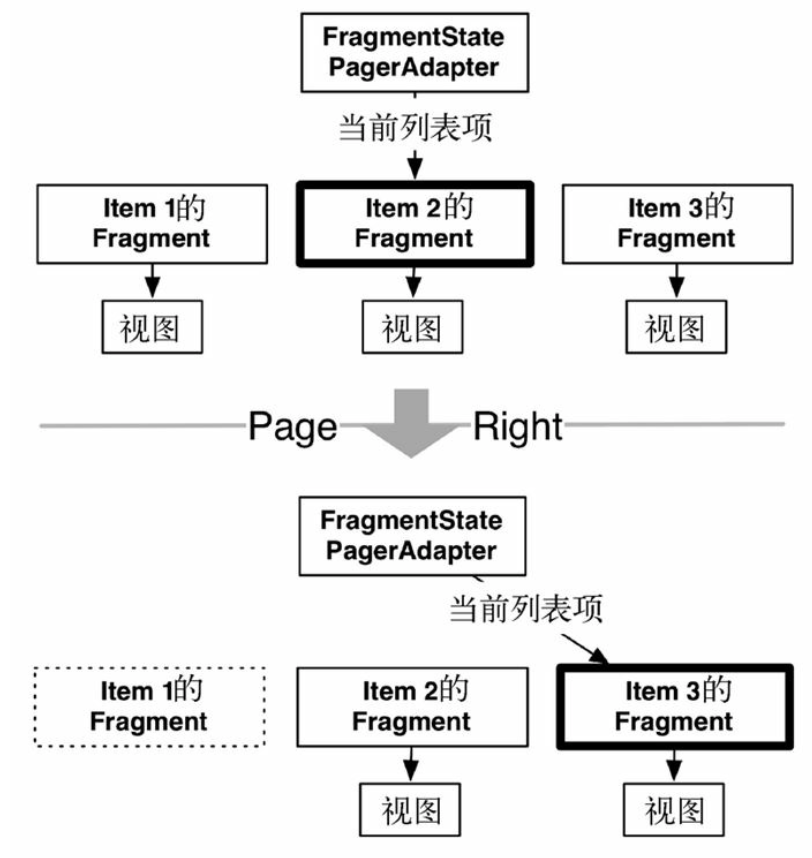 FragmentState
PagerAdapter
当前列表项
Item 1的
Fragment
Item 2的
Fragment
Item 3的
Fragment
视图
视图
视图
Page Right
FragmentState
PagerAdapter
当前列表项
Item 1的
Fragment
Item 2的
Fragment
Item 3的
Fragment
视图
视图